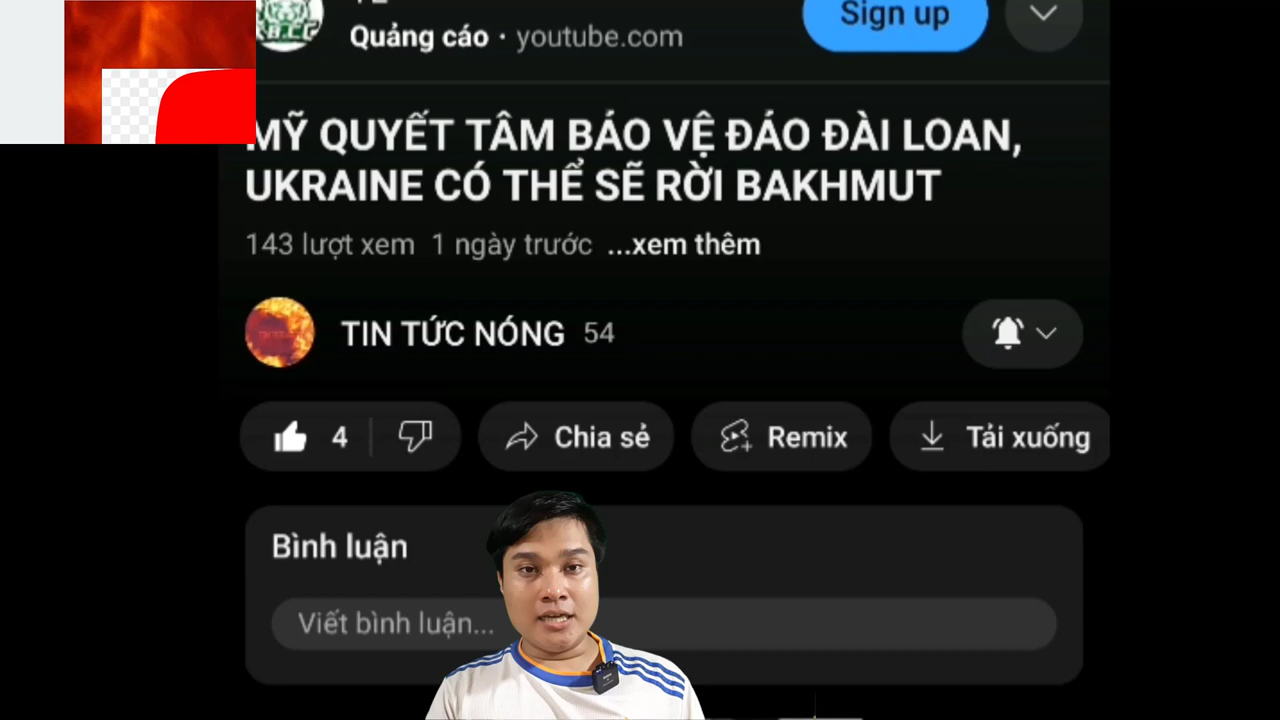 Quảng cáo · youtube.com
Sign up
MỸ QUYẾT TÂM BẢO VỆ ĐẢO ĐÀI LOAN,
UKRAINE CÓ THỂ SẼ RỜI BAKHMUT
143 lượt xem 1 ngày trước ...xem thêm
TIN TỨC NÓNG 54
4
Chia sẻ
Remix
Tải xuống
Bình luận
Viết bình luận...